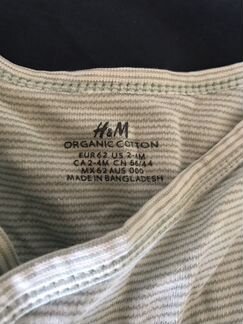 H&M
ORGANIC COTTON
EUR 62 US 2-4M
CA 2-4M CN 56/44
MX 62 AUS 000
MADE IN BANGLADESH